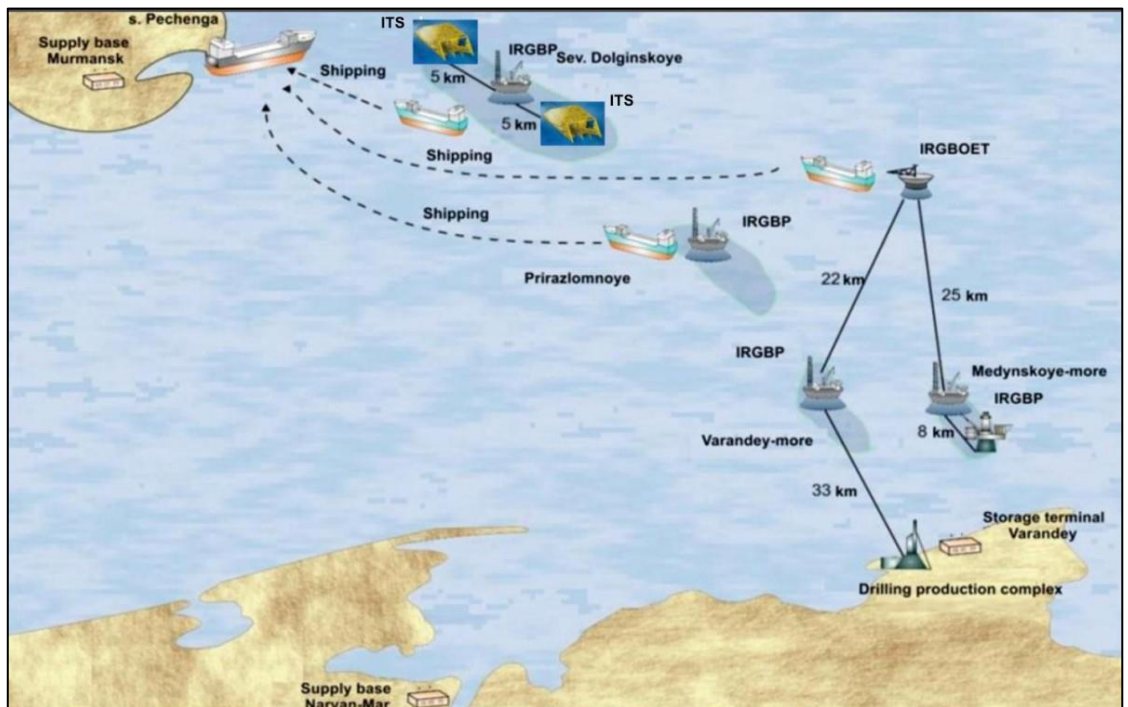 s. Pechenga
Supply base
Murmansk
ITS
IRGBP
Sev. Dolginskoye
5 km
Shipping
ITS
5 km
Shipping
IRGBOET
Shipping
IRGBP
Prirazlomnoye
22 km
25 km
IRGBP
Medynskoye-more
IRGBP
8 km
Varandey-more
33 km
Storage terminal
Varandey
Drilling production complex
Supply base
Naryan-Mar